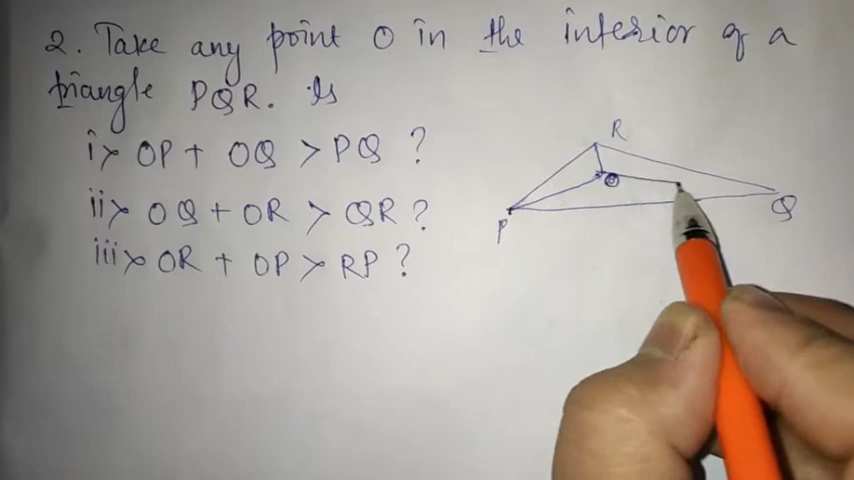 2. Take any point O in the interior of a
triangle PQR. Is
i> OP + OQ > PQ ?
ii> OQ + OR > QR ?
iii> OR + OP > RP ?
R
O
P
Q